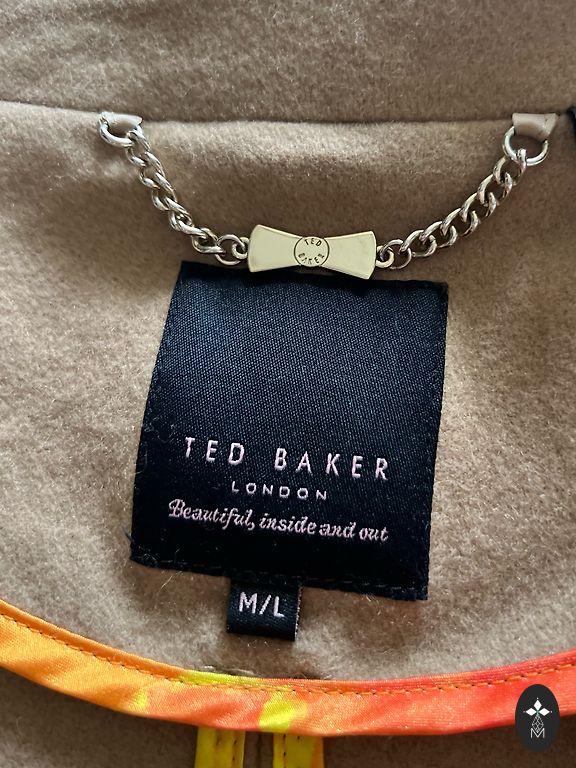 TED
BAKER
TED BAKER
LONDON
Beautiful, inside and out
M/L
M